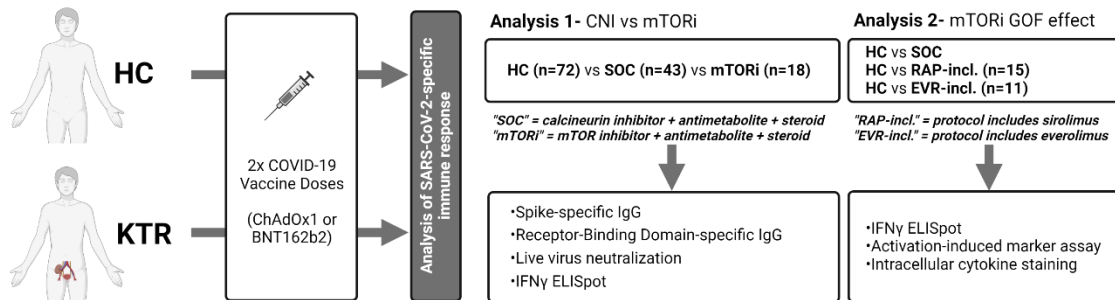 HC
KTR
2x COVID-19
Vaccine Doses
(ChAdOx1 or
BNT162b2)
Analysis of SARS-CoV-2-specific
immune response
Analysis 1- CNI vs mTORi
HC (n=72) vs SOC (n=43) vs mTORi (n=18)
"SOC" = calcineurin inhibitor + antimetabolite + steroid
"mTORi" = mTOR inhibitor + antimetabolite + steroid
•Spike-specific IgG
•Receptor-Binding Domain-specific IgG
•Live virus neutralization
•IFNγ ELISpot
Analysis 2- mTORi GOF effect
HC vs SOC
HC vs RAP-incl. (n=15)
HC vs EVR-incl. (n=11)
"RAP-incl." = protocol includes sirolimus
"EVR-incl." = protocol includes everolimus
•IFNγ ELISpot
•Activation-induced marker assay
•Intracellular cytokine staining